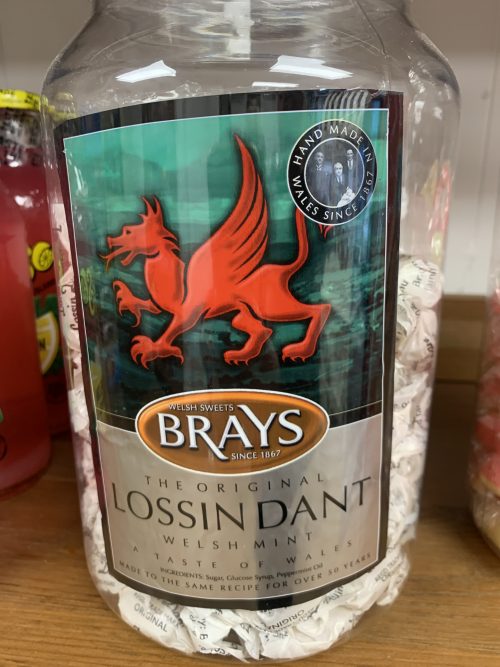 HAND MADE IN
WALES SINCE 1867
WELSH SWEETS
BRAYS
SINCE 1867
THE ORIGINAL
LOSSIN DANT
WELSH MINT
A TASTE OF WALES
INGREDIENTS: Sugar, Glucose Syrup, Peppermint Oil
MADE TO THE SAME RECIPE FOR OVER 50 YEARS
ORIGINAL